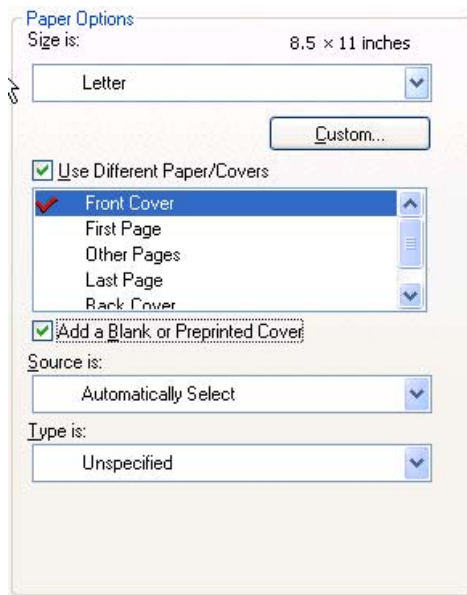 Paper Options
Size is: 8.5 × 11 inches
Letter
Custom...
Use Different Paper/Covers
Front Cover
First Page
Other Pages
Last Page
Back Cover
Add a Blank or Preprinted Cover
Source is:
Automatically Select
Type is:
Unspecified